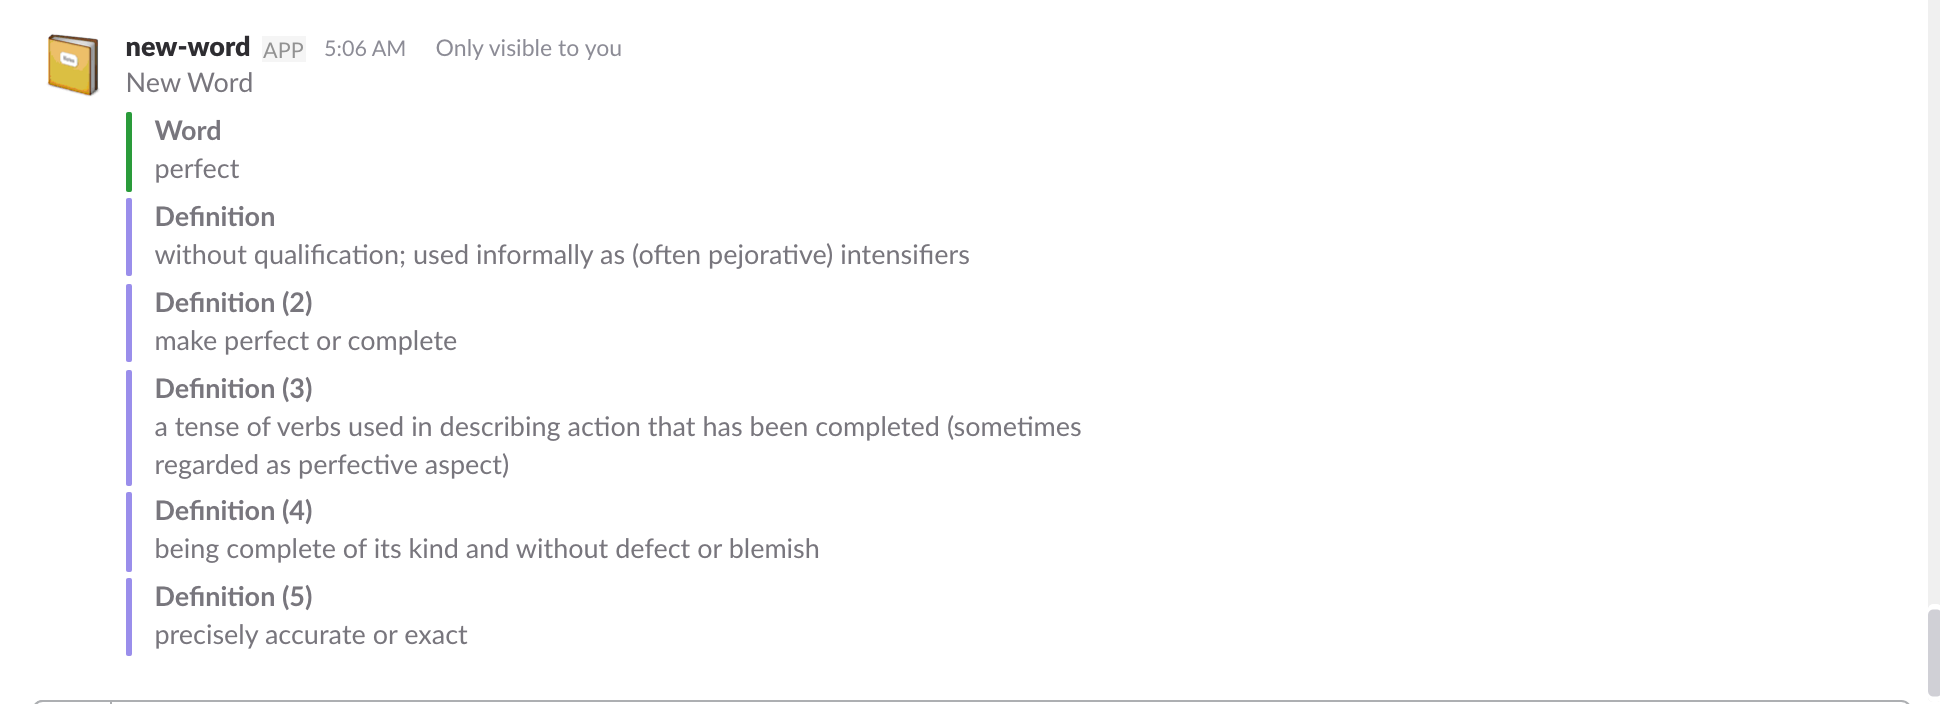 new-word APP 5:06 AM Only visible to you
New Word
Word
perfect
Definition
without qualification; used informally as (often pejorative) intensifiers
Definition (2)
make perfect or complete
Definition (3)
a tense of verbs used in describing action that has been completed (sometimes
regarded as perfective aspect)
Definition (4)
being complete of its kind and without defect or blemish
Definition (5)
precisely accurate or exact